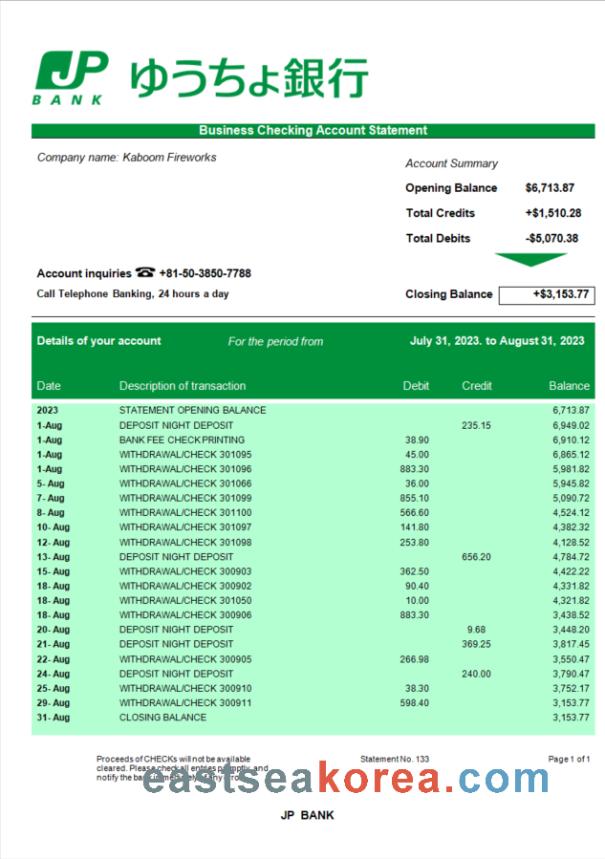 JP
BANK
ゆうちょ銀行
Business Checking Account Statement
Company name: Kaboom Fireworks
Account Summary
Opening Balance $6,713.87
Total Credits +$1,510.28
Total Debits -$5,070.38
Account inquiries ☎ +81-50-3850-7788
Call Telephone Banking, 24 hours a day
Closing Balance +$3,153.77
Details of your account For the period from July 31, 2023. to August 31, 2023
Date Description of transaction Debit Credit Balance
2023 STATEMENT OPENING BALANCE 6,713.87
1-Aug DEPOSIT NIGHT DEPOSIT 235.15 6,949.02
1-Aug BANK FEE CHECK PRINTING 38.90 6,910.12
1-Aug WITHDRAWAL/CHECK 301095 45.00 6,865.12
1-Aug WITHDRAWAL/CHECK 301096 883.30 5,981.82
5- Aug WITHDRAWAL/CHECK 301066 36.00 5,945.82
7- Aug WITHDRAWAL/CHECK 301099 855.10 5,090.72
8- Aug WITHDRAWAL/CHECK 301100 566.60 4,524.12
10- Aug WITHDRAWAL/CHECK 301097 141.80 4,382.32
12- Aug WITHDRAWAL/CHECK 301098 253.80 4,128.52
13- Aug DEPOSIT NIGHT DEPOSIT 656.20 4,784.72
15- Aug WITHDRAWAL/CHECK 300903 362.50 4,422.22
18- Aug WITHDRAWAL/CHECK 300902 90.40 4,331.82
18- Aug WITHDRAWAL/CHECK 301050 10.00 4,321.82
18- Aug WITHDRAWAL/CHECK 300906 883.30 3,438.52
20- Aug DEPOSIT NIGHT DEPOSIT 9.68 3,448.20
21- Aug DEPOSIT NIGHT DEPOSIT 369.25 3,817.45
22- Aug WITHDRAWAL/CHECK 300905 266.98 3,550.47
24- Aug DEPOSIT NIGHT DEPOSIT 240.00 3,790.47
25- Aug WITHDRAWAL/CHECK 300910 38.30 3,752.17
29- Aug WITHDRAWAL/CHECK 300911 598.40 3,153.77
31- Aug CLOSING BALANCE 3,153.77
Proceeds of CHECKs will not be available Statement No. 133 Page 1 of 1
cleared. Please check all entries promptly, and
notify the bank immediately of any error.
eastseakorea.com
JP BANK